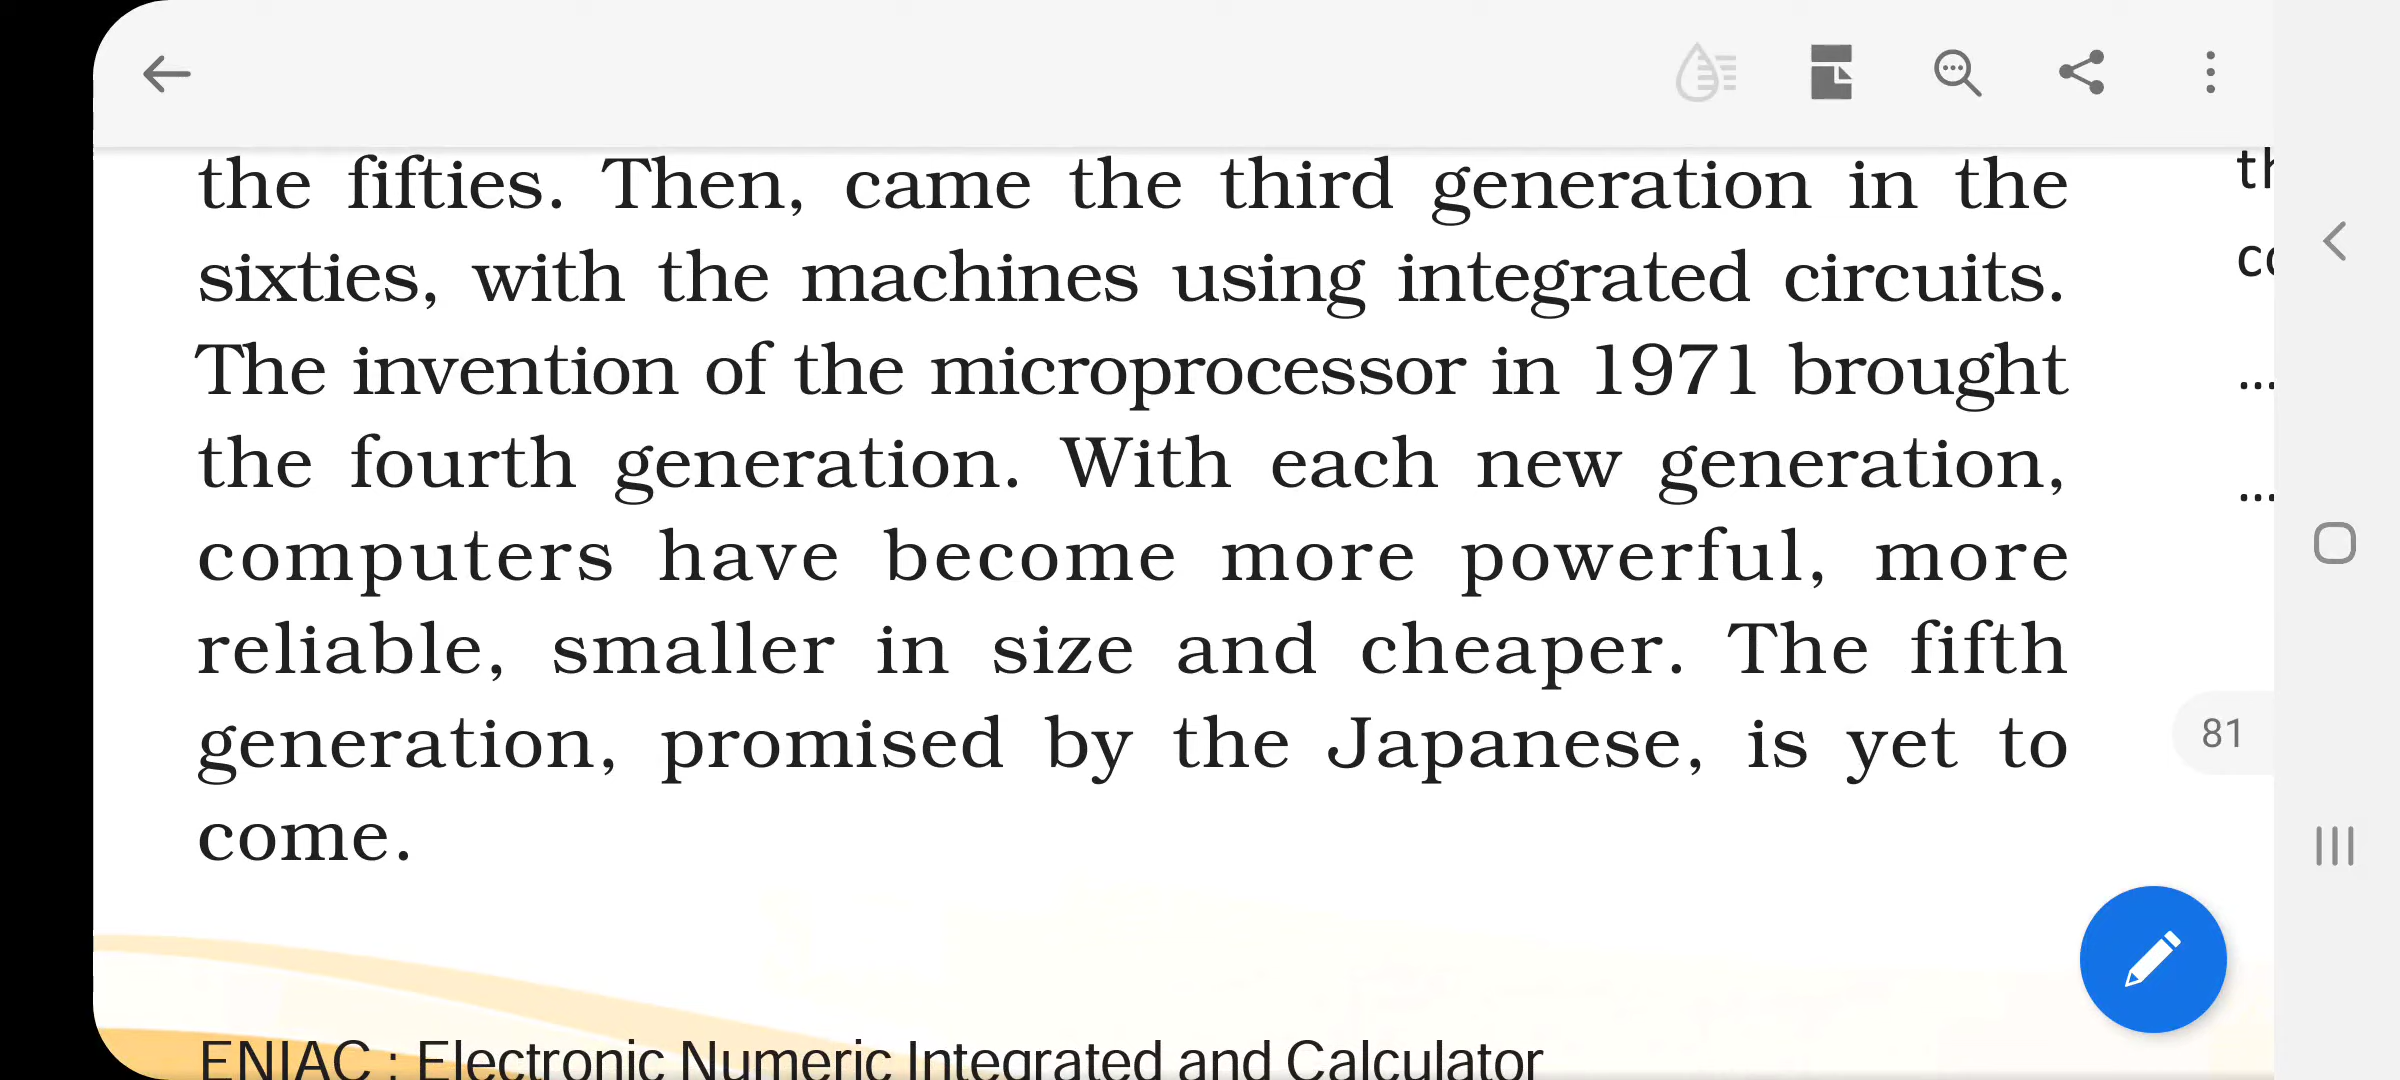 the fifties. Then, came the third generation in the
sixties, with the machines using integrated circuits.
The invention of the microprocessor in 1971 brought
the fourth generation. With each new generation,
computers have become more powerful, more
reliable, smaller in size and cheaper. The fifth
generation, promised by the Japanese, is yet to
come.
ENIAC : Electronic Numeric Integrated and Calculator
...
...
81